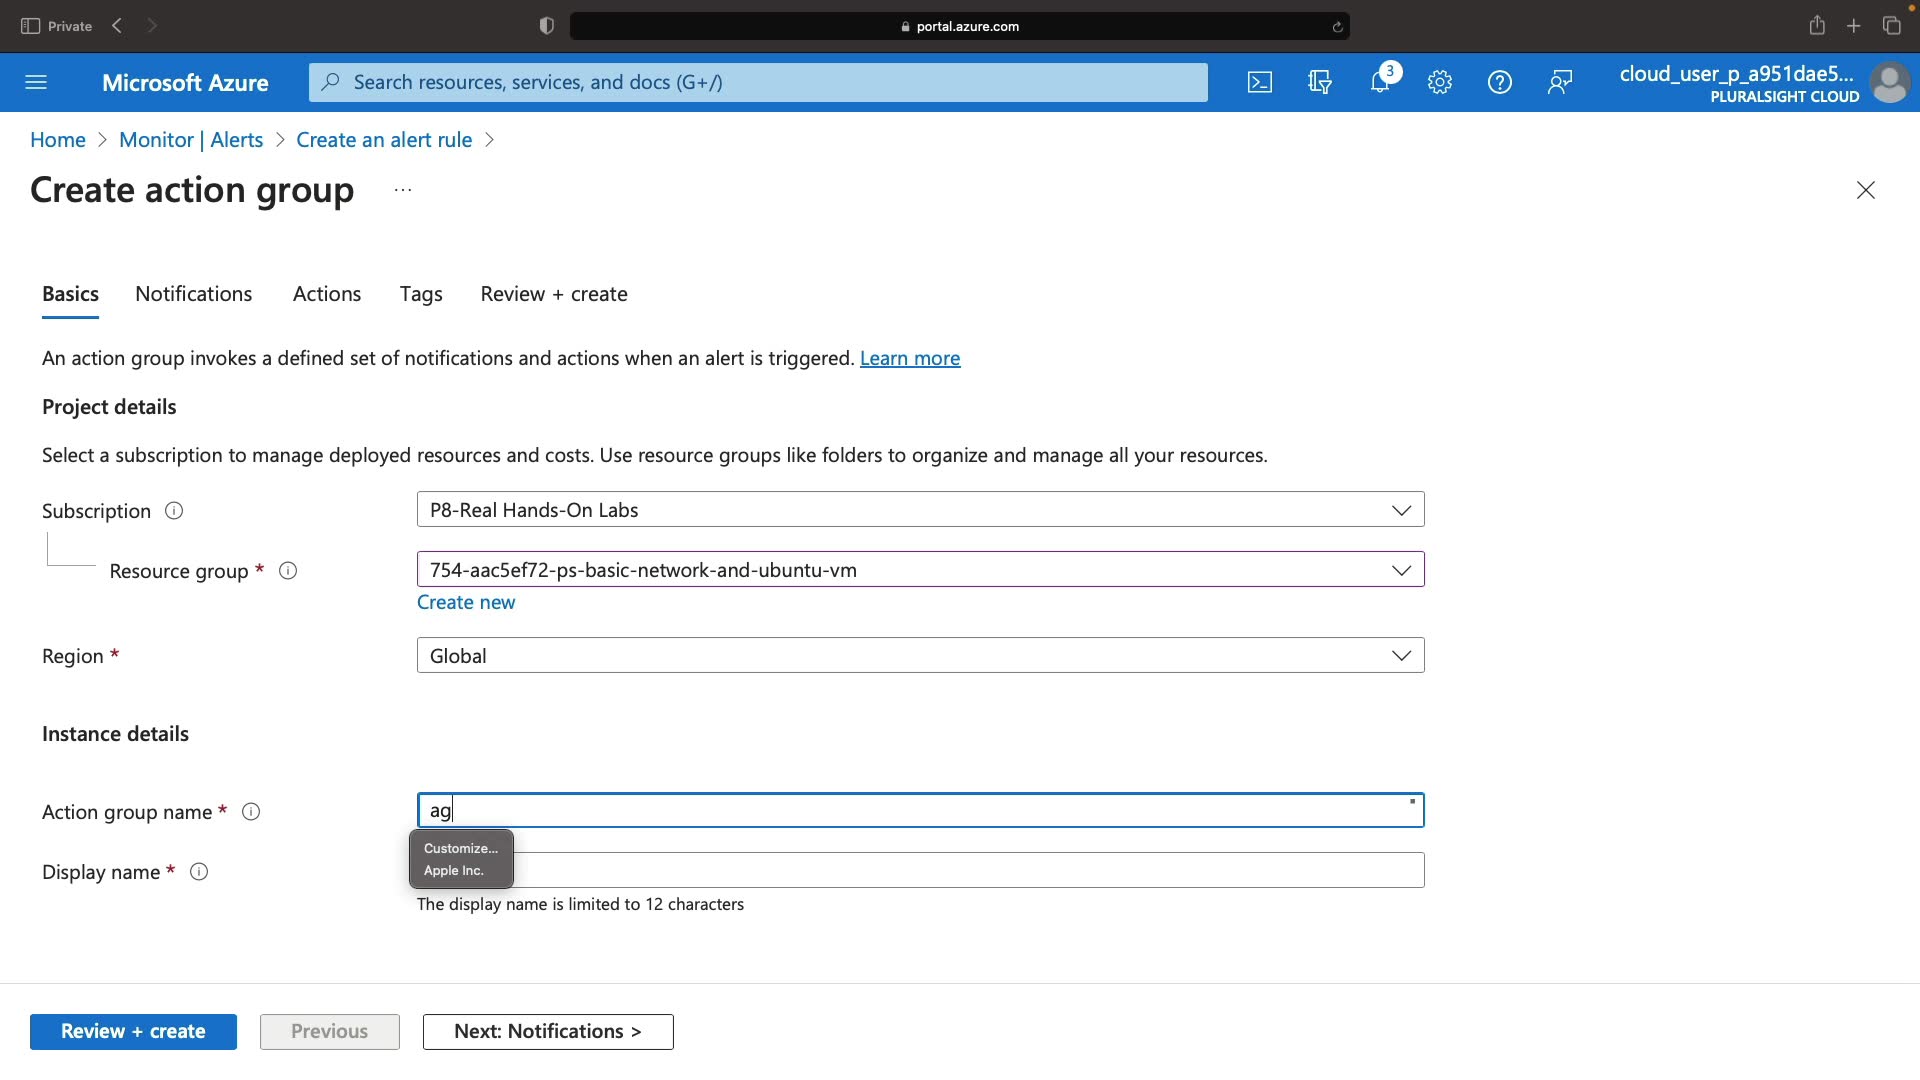 Private
portal.azure.com
Microsoft Azure
Search resources, services, and docs (G+/)
3
cloud_user_p_a951dae5...
PLURALSIGHT CLOUD
Home > Monitor | Alerts > Create an alert rule >
Create action group ...
Basics Notifications Actions Tags Review + create
An action group invokes a defined set of notifications and actions when an alert is triggered. Learn more
Project details
Select a subscription to manage deployed resources and costs. Use resource groups like folders to organize and manage all your resources.
Subscription
P8-Real Hands-On Labs
Resource group *
754-aac5ef72-ps-basic-network-and-ubuntu-vm
Create new
Region *
Global
Instance details
Action group name *
ag
Customize...
Apple Inc.
Display name *
The display name is limited to 12 characters
Review + create
Previous
Next: Notifications >